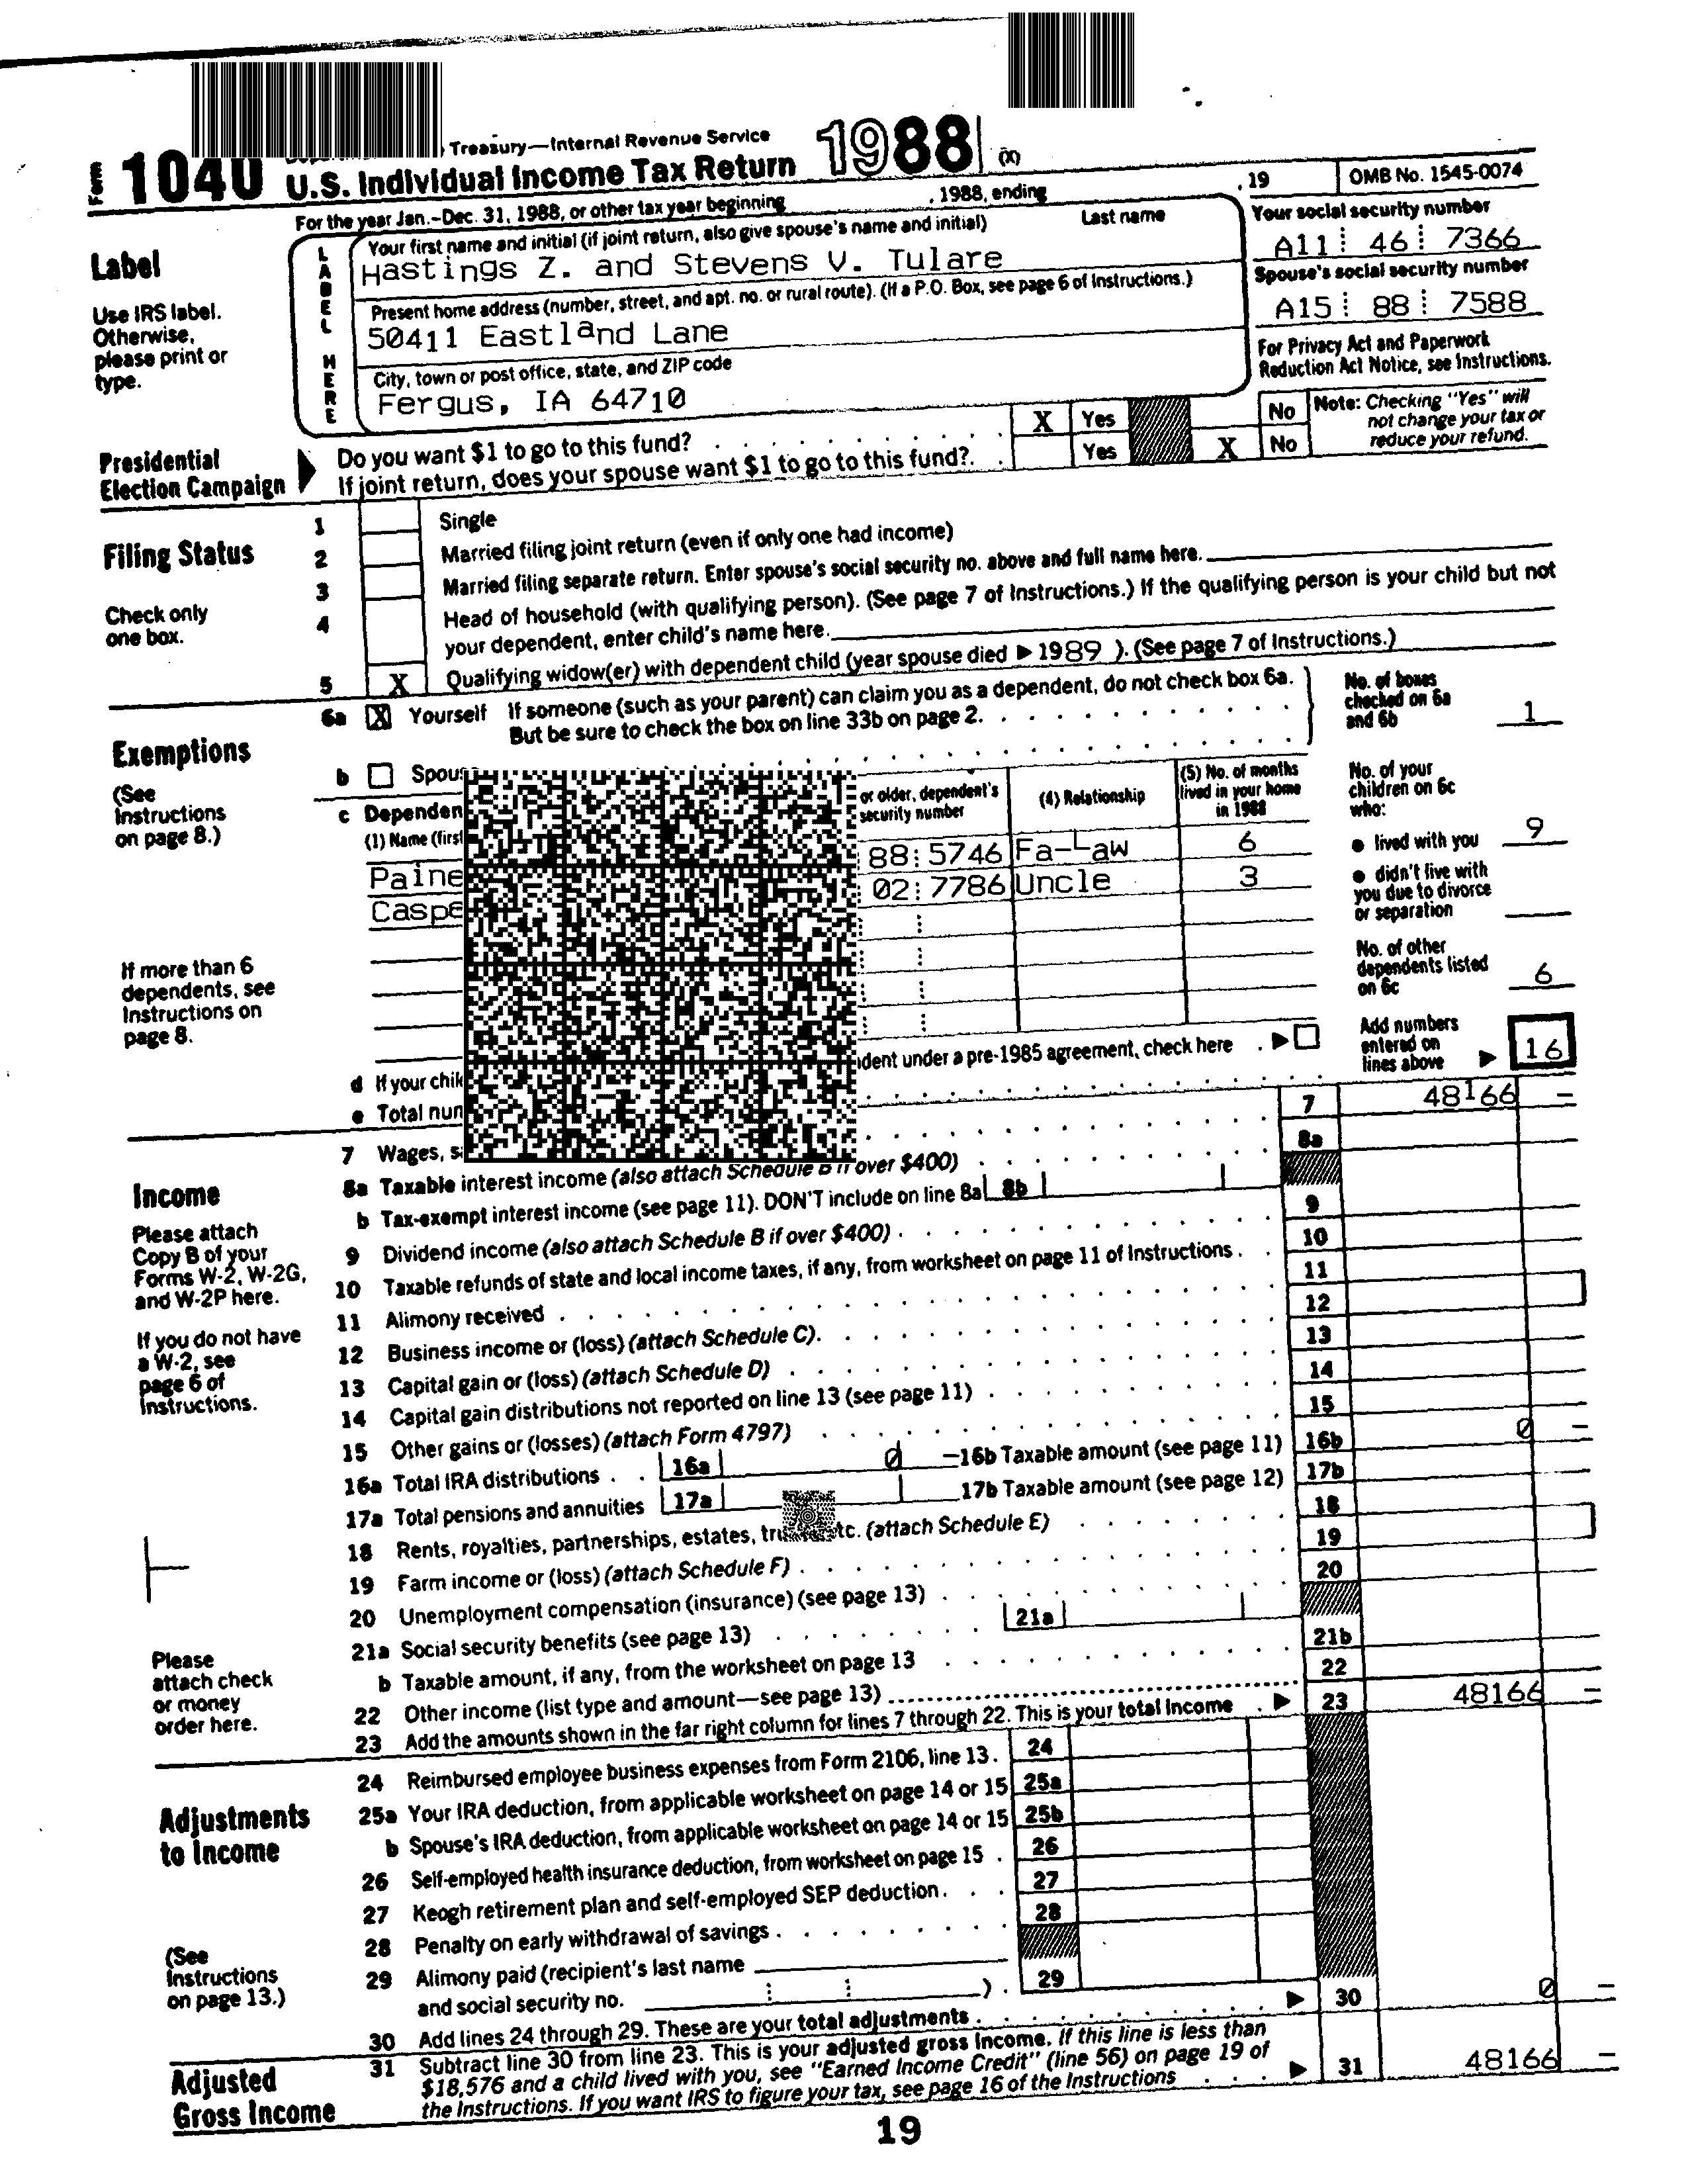 Form 1040 Treasury—Internal Revenue Service
U.S. Individual Income Tax Return 1988 (X)
For the year Jan.–Dec. 31, 1988, or other tax year beginning , 1988, ending , 19 OMB No. 1545-0074
Label
Use IRS label. Otherwise, please print or type.
LABEL HERE
Your first name and initial (if joint return, also give spouse's name and initial) Last name
Hastings Z. and Stevens V. Tulare
Your social security number
A11 46 7366
Present home address (number, street, and apt. no. or rural route). (If a P.O. Box, see page 6 of Instructions.)
50411 Eastland Lane
Spouse's social security number
A15 88 7588
City, town or post office, state, and ZIP code
Fergus, IA 64710
For Privacy Act and Paperwork Reduction Act Notice, see Instructions.
Presidential Election Campaign
Do you want $1 to go to this fund? X Yes No
If joint return, does your spouse want $1 to go to this fund?. Yes X No
Note: Checking "Yes" will not change your tax or reduce your refund.
Filing Status
Check only one box.
1 Single
2 Married filing joint return (even if only one had income)
3 Married filing separate return. Enter spouse's social security no. above and full name here.
4 Head of household (with qualifying person). (See page 7 of Instructions.) If the qualifying person is your child but not
your dependent, enter child's name here.
5 X Qualifying widow(er) with dependent child (year spouse died ▶ 1989 ). (See page 7 of Instructions.)
Exemptions
(See Instructions on page 8.)
6a X Yourself If someone (such as your parent) can claim you as a dependent, do not check box 6a.
But be sure to check the box on line 33b on page 2.
No. of boxes checked on 6a and 6b 1
b
c
(1) Name
or older, dependent's security number
(4) Relationship
(5) No. of months lived in your home in 1988
88 5746 Fa-Law 6
02 7786 Uncle 3
No. of your children on 6c who:
● lived with you 9
● didn't live with you due to divorce or separation
No. of other dependents listed on 6c 6
If more than 6 dependents, see Instructions on page 8.
d If your under a pre-1985 agreement, check here ▶
e Total
Add numbers entered on lines above ▶ 16
Income
Please attach Copy B of your Forms W-2, W-2G, and W-2P here.
If you do not have a W-2, see page 6 of Instructions.
Please attach check or money order here.
7 Wages, 7 48166 –
8a Taxable interest income (also attach Schedule B if over $400) 8a
b Tax-exempt interest income (see page 11). DON'T include on line 8a 8b
9 Dividend income (also attach Schedule B if over $400) 9
10 Taxable refunds of state and local income taxes, if any, from worksheet on page 11 of Instructions 10
11 Alimony received 11
12 Business income or (loss) (attach Schedule C). 12
13 Capital gain or (loss) (attach Schedule D) 13
14 Capital gain distributions not reported on line 13 (see page 11) 14
15 Other gains or (losses) (attach Form 4797) 15
16a Total IRA distributions 16a 0 – 16b Taxable amount (see page 11) 16b 0 –
17a Total pensions and annuities 17a 17b Taxable amount (see page 12) 17b
18 Rents, royalties, partnerships, estates, etc. (attach Schedule E) 18
19 Farm income or (loss) (attach Schedule F) 19
20 Unemployment compensation (insurance) (see page 13) 20
21a Social security benefits (see page 13) 21a
b Taxable amount, if any, from the worksheet on page 13 21b
22 Other income (list type and amount—see page 13) 22
23 Add the amounts shown in the far right column for lines 7 through 22. This is your total income ▶ 23 48166 –
Adjustments to Income
(See Instructions on page 13.)
24 Reimbursed employee business expenses from Form 2106, line 13. 24
25a Your IRA deduction, from applicable worksheet on page 14 or 15 25a
b Spouse's IRA deduction, from applicable worksheet on page 14 or 15 25b
26 Self-employed health insurance deduction, from worksheet on page 15 26
27 Keogh retirement plan and self-employed SEP deduction. 27
28 Penalty on early withdrawal of savings 28
29 Alimony paid (recipient's last name
and social security no. ) 29
30 Add lines 24 through 29. These are your total adjustments ▶ 30 0 –
Adjusted Gross Income
31 Subtract line 30 from line 23. This is your adjusted gross income. If this line is less than
$18,576 and a child lived with you, see "Earned Income Credit" (line 56) on page 19 of
the Instructions. If you want IRS to figure your tax, see page 16 of the Instructions ▶ 31 48166 –
19